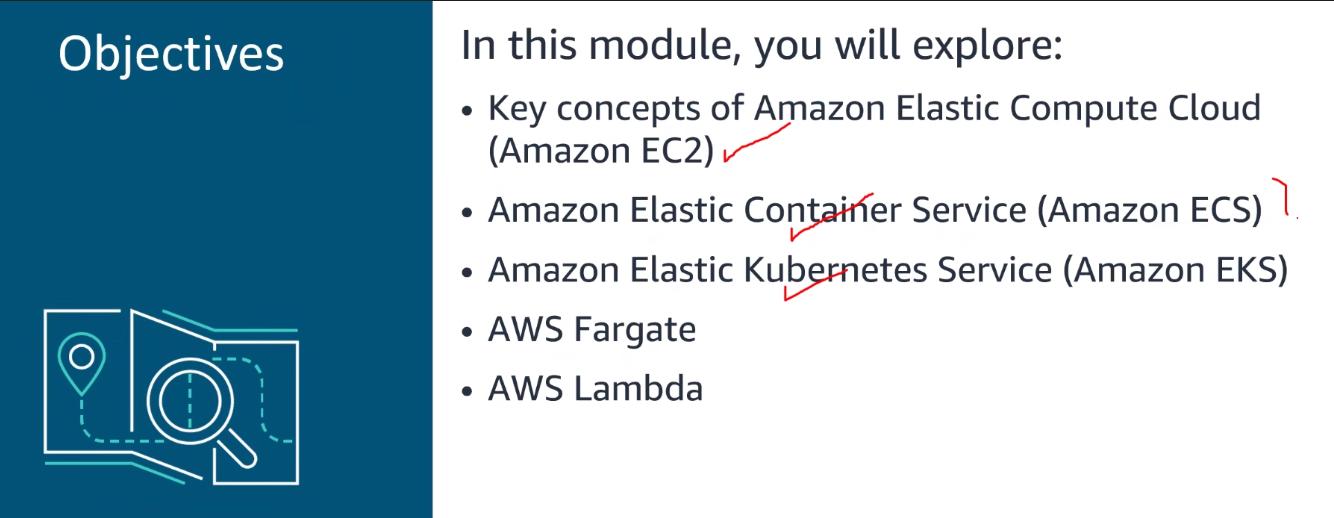 Objectives
In this module, you will explore:
• Key concepts of Amazon Elastic Compute Cloud
(Amazon EC2)
• Amazon Elastic Container Service (Amazon ECS)
• Amazon Elastic Kubernetes Service (Amazon EKS)
• AWS Fargate
• AWS Lambda